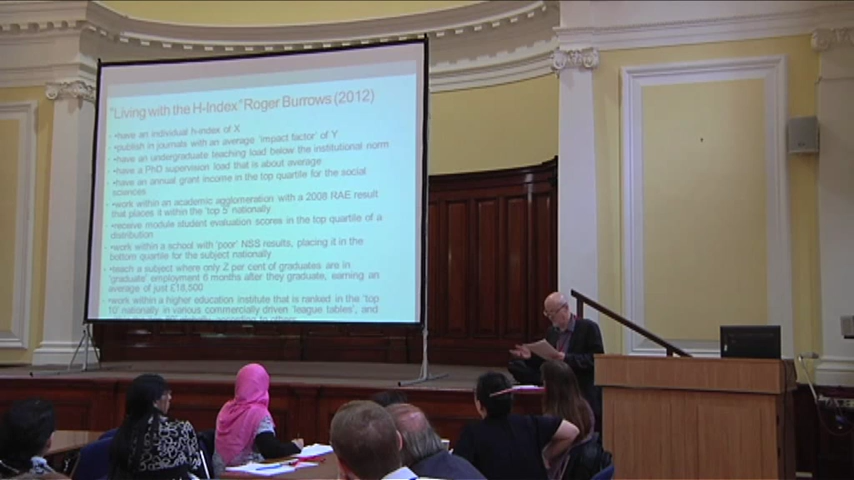 "Living with the H-Index" Roger Burrows (2012)
•have an individual h-index of X
•publish in journals with an average 'impact factor' of Y
•have an undergraduate teaching load below the institutional norm
•have a PhD supervision load that is about average
•have an annual grant income in the top quartile for the social
sciences
•work within an academic agglomeration with a 2008 RAE result
that places it within the 'top 5' nationally
receive module student evaluation scores in the top quartile of a
distribution
•work within a school with 'poor' NSS results, placing it in the
bottom quartile for the subject nationally
•teach a subject where only Z per cent of graduates are in
'graduate' employment 6 months after they graduate, earning an
average of just £18,500
•work within a higher education institute that is ranked in the 'top
10' nationally in various commercially driven 'league tables', and
globally according to others